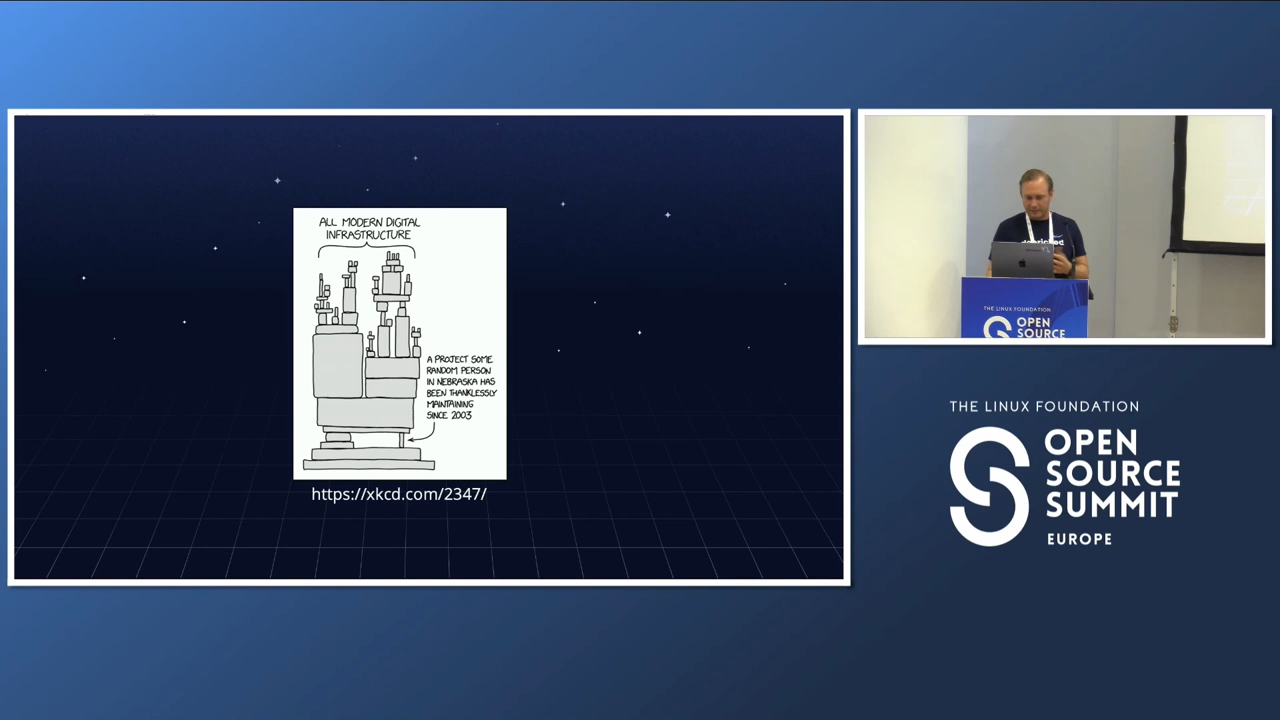 ALL MODERN DIGITAL
INFRASTRUCTURE
A PROJECT SOME
RANDOM PERSON
IN NEBRASKA HAS
BEEN THANKLESSLY
MAINTAINING
SINCE 2003
https://xkcd.com/2347/
THE LINUX FOUNDATION
OPEN
SOURCE
THE LINUX FOUNDATION
OPEN
SOURCE
SUMMIT
EUROPE